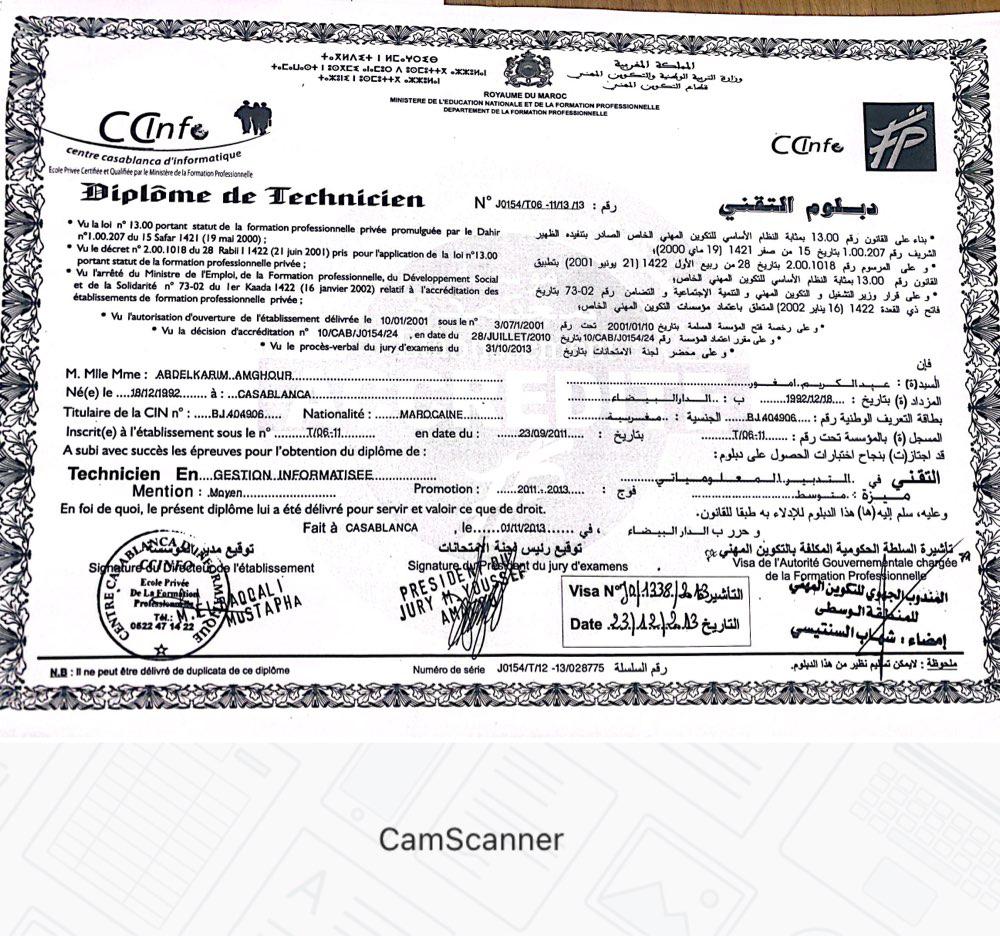 ⵜⴰⴳⵍⴷⵉⵜ ⵏ ⵍⵎⵖⵔⵉⴱ
المملكة المغربية
وزارة التربية الوطنية والتكوين المهني
قطاع التكوين المهني
ROYAUME DU MAROC
MINISTERE DE L'EDUCATION NATIONALE ET DE LA FORMATION PROFESSIONNELLE
DEPARTEMENT DE LA FORMATION PROFESSIONNELLE
CCInfo
centre casablanca d'informatique
Ecole Privee Certifiée et Qualifiée par le Ministère de la Formation Professionnelle
CCInfo
FP
Diplôme de Technicien
N° J0154/T06 -11/13 /13 رقم :
دبلوم التقني
* Vu la loi n° 13.00 portant statut de la formation professionnelle privée promulguée par le Dahir
n°1.00.207 du 15 Safar 1421 (19 mai 2000) ;
* Vu le décret n° 2.00.1018 du 28 Rabii I 1422 (21 juin 2001) pris pour l'application de la loi n°13.00
portant statut de la formation professionnelle privée ;
* Vu l'arrêté du Ministre de l'Emploi, de la Formation professionnelle, du Développement Social
et de la Solidarité n° 73-02 du 1er Kaada 1422 (16 janvier 2002) relatif à l'accréditation des
établissements de formation professionnelle privée ;
* بناء على القانون رقم 13.00 بمثابة النظام الأساسي للتكوين المهني الخاص الصادر بتنفيذه الظهير
الشريف رقم 1.00.207 بتاريخ 15 من صفر 1421 (19 ماي 2000)؛
* و على المرسوم رقم 2.00.1018 بتاريخ 28 من ربيع الأول 1422 (21 يونيو 2001) بتطبيق
القانون رقم 13.00 بمثابة النظام الأساسي للتكوين المهني الخاص؛
* و على قرار وزير التشغيل و التكوين المهني و التنمية الإجتماعية و التضامن رقم 73-02 بتاريخ
فاتح ذي القعدة 1422 (16 يناير 2002) المتعلق باعتماد مؤسسات التكوين المهني الخاص؛
* Vu l'autorisation d'ouverture de l'établissement délivrée le 10/01/2001 sous le n° 3/07/1/2001 * و على رخصة فتح المؤسسة المسلمة بتاريخ 2001/01/10 تحت رقم
* Vu la décision d'accréditation n° 10/CAB/J0154/24 , en date du 28/JUILLET/2010 * و على مقرر اعتماد المؤسسة رقم 10/CAB/J0154/24 بتاريخ
* Vu le procès-verbal du jury d'examens du 31/10/2013 * و على محضر لجنة الامتحانات بتاريخ
فإن
M. Mlle Mme : ABDELKARIM AMGHOUR السيد(ة) : عبد الكريم امغور
Né(e) le 18/12/1992 à : CASABLANCA المزداد (ة) بتاريخ : 1992/12/18 ب : الدار البيضاء
Titulaire de la CIN n° : BJ404906 Nationalité : MAROCAINE بطاقة التعريف الوطنية رقم : BJ404906 الجنسية : مغربية
Inscrit(e) à l'établissement sous le n° T/06-11 en date du : 23/09/2011 : بتاريخ المسجل (ة) بالمؤسسة تحت رقم : T/06-11
A subi avec succès les épreuves pour l'obtention du diplôme de : قد اجتاز(ت) بنجاح اختبارات الحصول على دبلوم:
Technicien En GESTION INFORMATISEE التقني في التدبير المعلومياتي
Mention : Moyen Promotion : 2011 - 2013 : فوج ميزة : متوسط
En foi de quoi, le présent diplôme lui a été délivré pour servir et valoir ce que de droit. وعليه، سلم إليه(ها) هذا الدبلوم للإدلاء به طبقا للقانون.
Fait à CASABLANCA , le 01/11/2013 ، في و حرر ب الدار البيضاء
توقيع مدير المؤسسة
Signature du Directeur de l'établissement
توقيع رئيس لجنة الامتحانات
Signature du Président du jury d'examens
تأشيرة السلطة الحكومية المكلفة بالتكوين المهني
Visa de l'Autorité Gouvernementale chargée
de la Formation Professionnelle
CENTRE CASABLANCA D'INFORMATIQUE
CCINFO
Ecole Privée
De La Formation
Professionnelle
Tél.:
0522 47 14 22
MUSTAPHA
PRESIDENT DU
JURY M. YOUSSEF
Visa N° التأشير
Date 23/12/2013 التاريخ
المندوب الجهوي للتكوين المهني
للمنطقة الوسطى
إمضاء : شهاب السنتيسي
N.B : Il ne peut être délivré de duplicata de ce diplôme
Numéro de série J0154/T/12 -13/028775 رقم السلسلة
ملحوظة : لايمكن تسليم نظير من هذا الدبلوم.
CamScanner